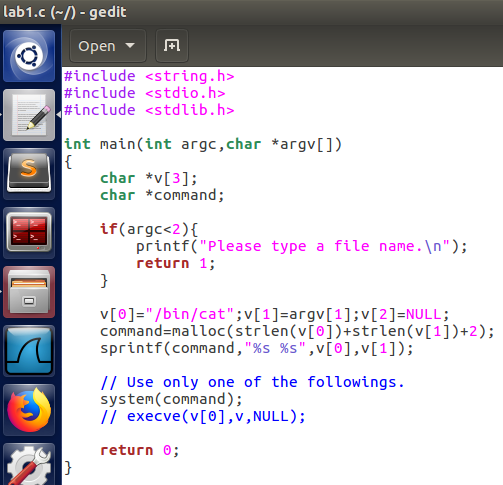 lab1.c (~/) - gedit
Open
#include <string.h>
#include <stdio.h>
#include <stdlib.h>

int main(int argc,char *argv[])
{
    char *v[3];
    char *command;

    if(argc<2){
        printf("Please type a file name.\n");
        return 1;
    }

    v[0]="/bin/cat";v[1]=argv[1];v[2]=NULL;
    command=malloc(strlen(v[0])+strlen(v[1])+2);
    sprintf(command,"%s %s",v[0],v[1]);

    // Use only one of the followings.
    system(command);
    // execve(v[0],v,NULL);

    return 0;
}